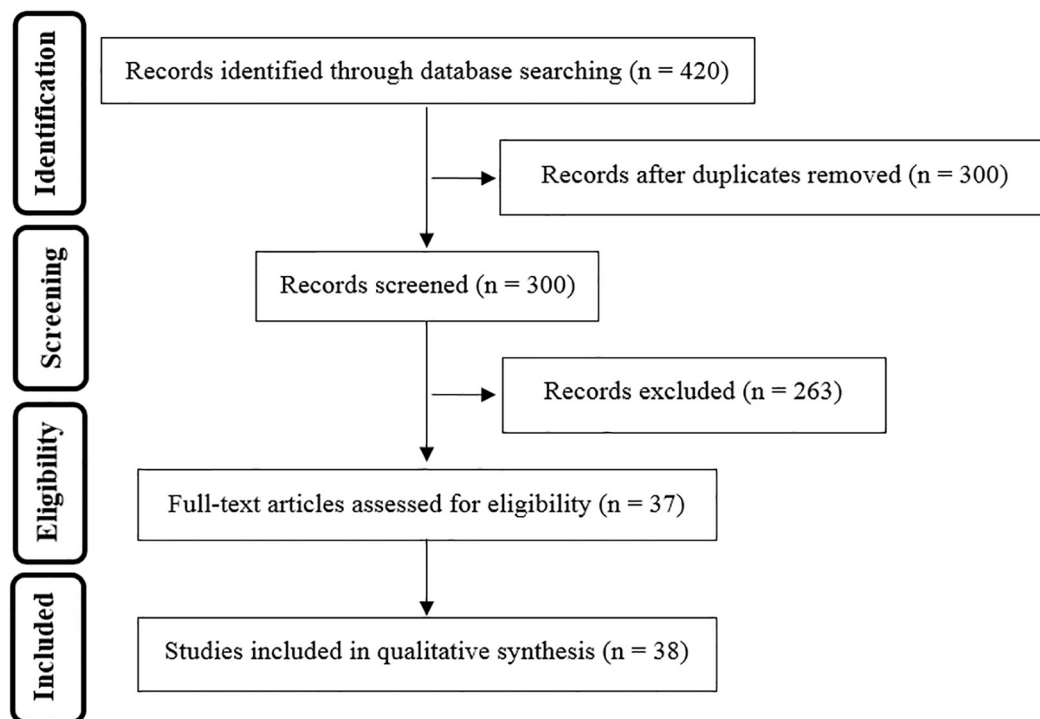 Identification
Records identified through database searching (n = 420)
Records after duplicates removed (n = 300)
Screening
Records screened (n = 300)
Records excluded (n = 263)
Eligibility
Full-text articles assessed for eligibility (n = 37)
Included
Studies included in qualitative synthesis (n = 38)